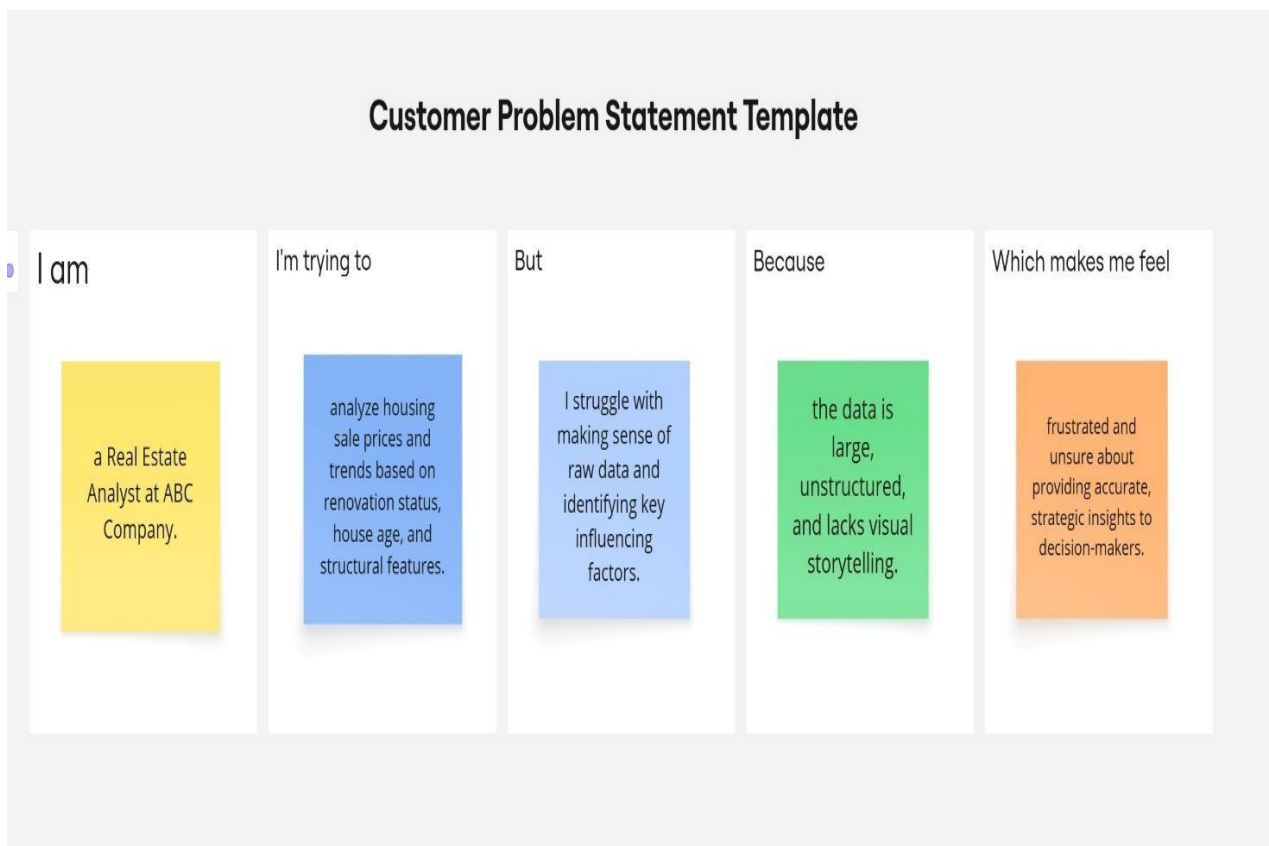 Customer Problem Statement Template
I am
a Real Estate
Analyst at ABC
Company.
I'm trying to
analyze housing
sale prices and
trends based on
renovation status,
house age, and
structural features.
But
I struggle with
making sense of
raw data and
identifying key
influencing
factors.
Because
the data is
large,
unstructured,
and lacks visual
storytelling.
Which makes me feel
frustrated and
unsure about
providing accurate,
strategic insights to
decision-makers.